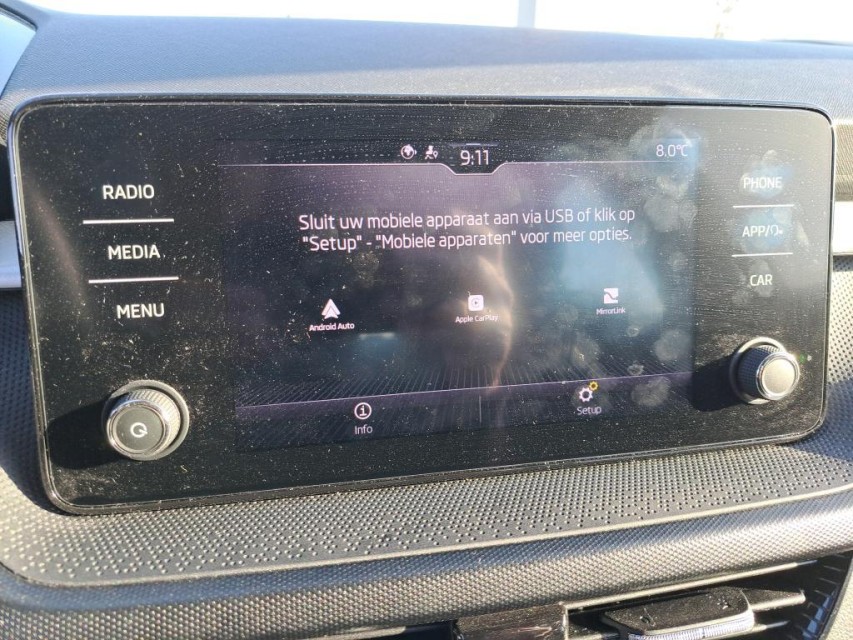 9:11
8.0°C
RADIO
MEDIA
MENU
Sluit uw mobiele apparaat aan via USB of klik op
"Setup" - "Mobiele apparaten" voor meer opties.
Android Auto
Apple CarPlay
MirrorLink
Info
Setup
PHONE
APP/
CAR